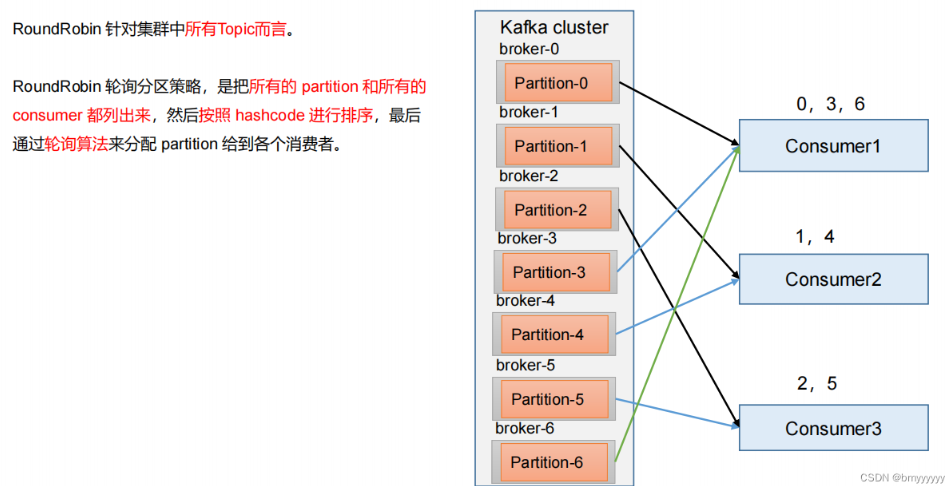 RoundRobin 针对集群中所有Topic而言。
RoundRobin 轮询分区策略，是把所有的 partition 和所有的
consumer 都列出来，然后按照 hashcode 进行排序，最后
通过轮询算法来分配 partition 给到各个消费者。
Kafka cluster
broker-0
Partition-0
broker-1
Partition-1
broker-2
Partition-2
broker-3
Partition-3
broker-4
Partition-4
broker-5
Partition-5
broker-6
Partition-6
0，3，6
Consumer1
1，4
Consumer2
2，5
Consumer3
CSDN @bmyyyyyy